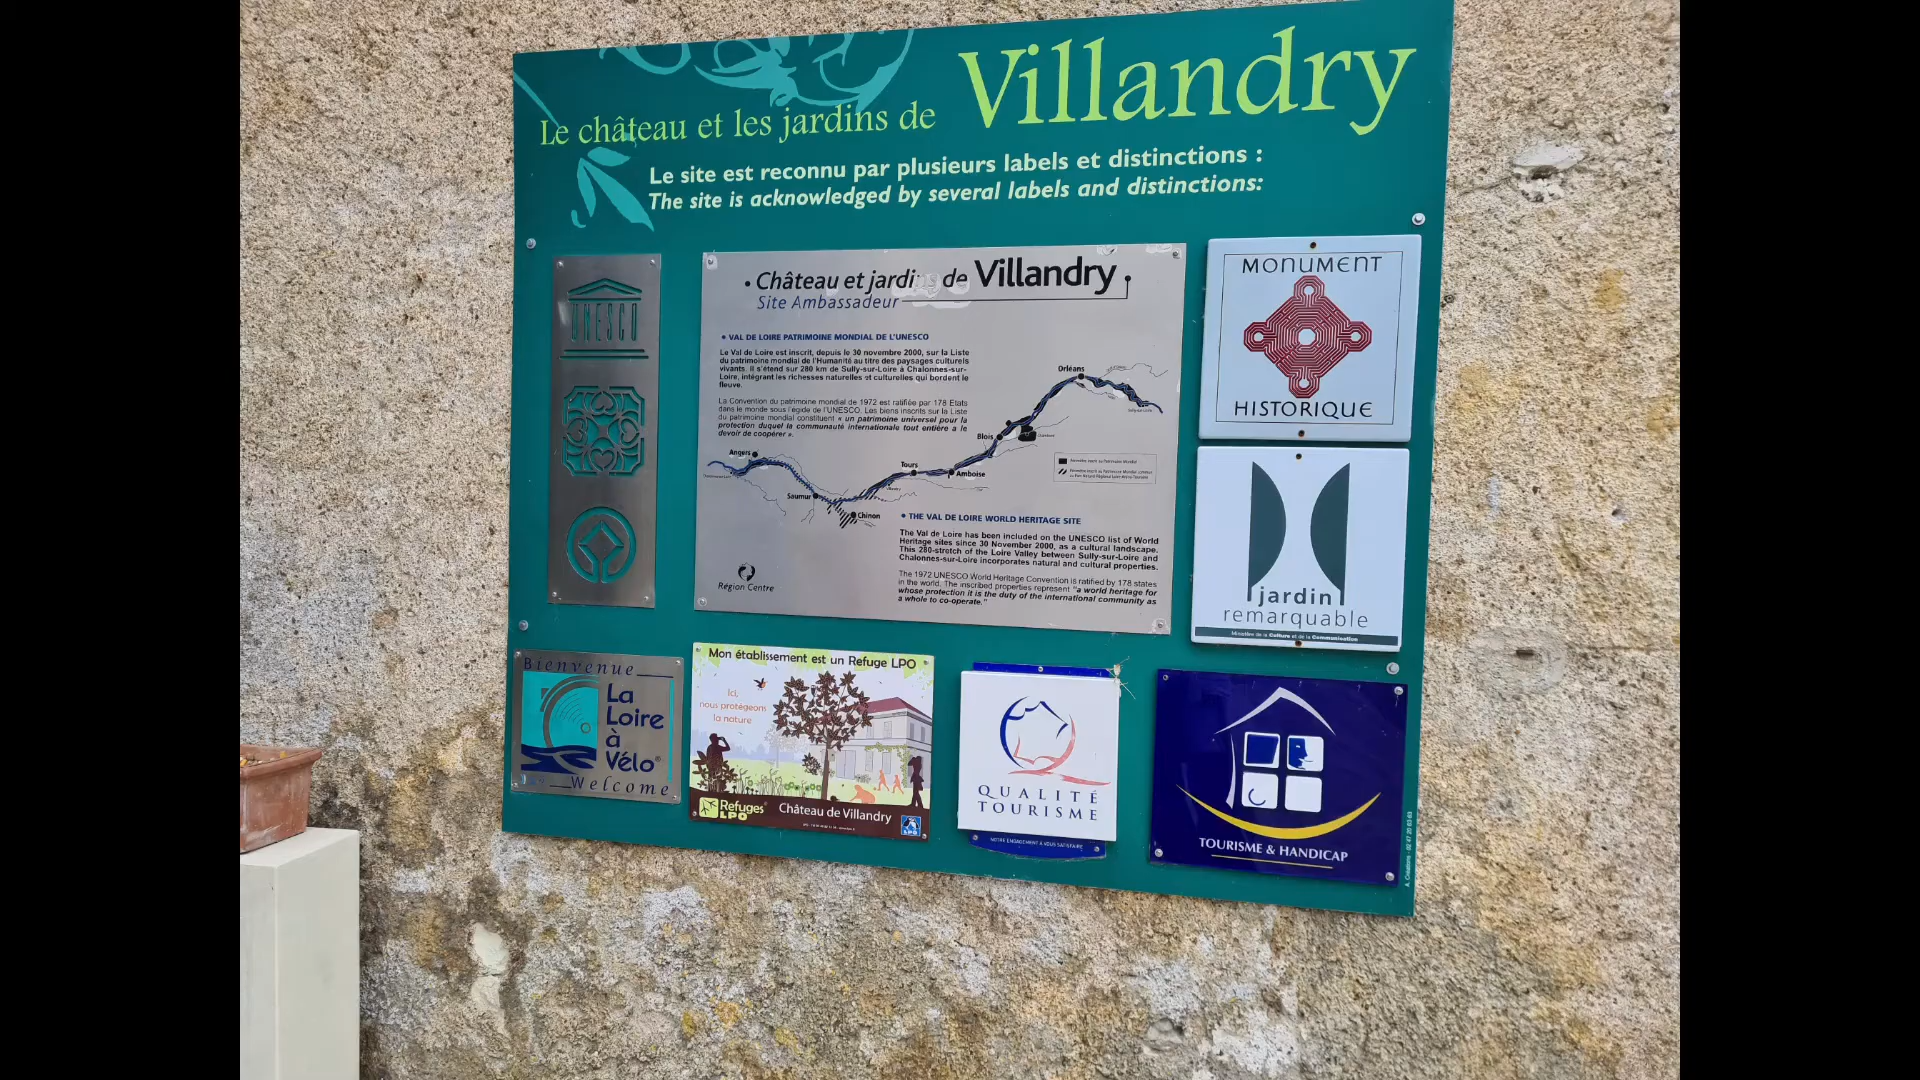 Le château et les jardins de Villandry
Le site est reconnu par plusieurs labels et distinctions :
The site is acknowledged by several labels and distinctions:
UNESCO
• Château et jardins de Villandry •
Site Ambassadeur
• VAL DE LOIRE PATRIMOINE MONDIAL DE L'UNESCO
Le Val de Loire est inscrit, depuis le 30 novembre 2000, sur la Liste
du patrimoine mondial de l'Humanité au titre des paysages culturels
vivants. Il s'étend sur 280 km de Sully-sur-Loire à Chalonnes-sur-
Loire, intégrant les richesses naturelles et culturelles qui bordent le
fleuve.
La Convention du patrimoine mondial de 1972 est ratifiée par 178 Etats
dans le monde sous l'égide de l'UNESCO. Les biens inscrits sur la Liste
du patrimoine mondial constituent « un patrimoine universel pour la
protection duquel la communauté internationale tout entière a le
devoir de coopérer ».
Orléans
Blois
Angers
Tours
Amboise
Saumur
Chinon
• THE VAL DE LOIRE WORLD HERITAGE SITE
The Val de Loire has been included on the UNESCO list of World
Heritage sites since 30 November 2000, as a cultural landscape.
This 280-stretch of the Loire Valley between Sully-sur-Loire and
Chalonnes-sur-Loire incorporates natural and cultural properties.
The 1972 UNESCO World Heritage Convention is ratified by 178 states
in the world. The inscribed properties represent "a world heritage for
whose protection it is the duty of the international community as
a whole to co-operate."
Région Centre
MONUMENT
HISTORIQUE
jardin
remarquable
Ministère de la Culture et de la Communication
Bienvenue
La
Loire
à
Vélo®
Welcome
Mon établissement est un Refuge LPO
Ici,
nous protégeons
la nature
Refuges
LPO
Château de Villandry
LPO
QUALITÉ
TOURISME
NOTRE ENGAGEMENT À VOUS SATISFAIRE
TOURISME & HANDICAP